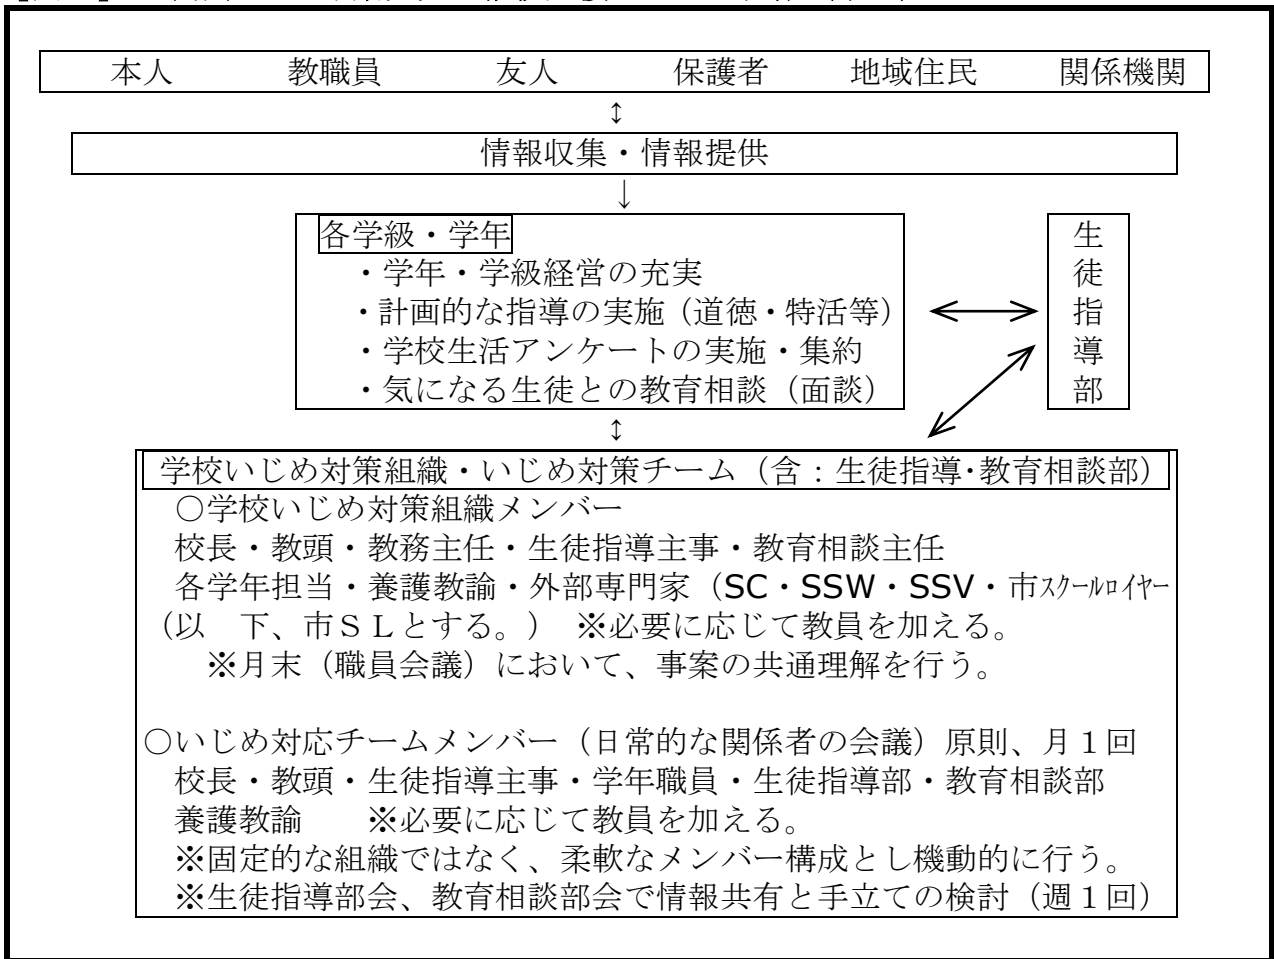 本人　教職員　友人　保護者　地域住民　関係機関
↕
情報収集・情報提供
↓
各学級・学年
・学年・学級経営の充実
・計画的な指導の実施（道徳・特活等）
・学校生活アンケートの実施・集約
・気になる生徒との教育相談（面談）
生徒指導部
↕
学校いじめ対策組織・いじめ対策チーム（含：生徒指導・教育相談部）
○学校いじめ対策組織メンバー
校長・教頭・教務主任・生徒指導主事・教育相談主任
各学年担当・養護教諭・外部専門家（SC・SSW・SSV・市ｽｸｰﾙﾛｲﾔｰ
（以　下、市ＳＬとする。）　※必要に応じて教員を加える。
※月末（職員会議）において、事案の共通理解を行う。
○いじめ対応チームメンバー（日常的な関係者の会議）原則、月１回
校長・教頭・生徒指導主事・学年職員・生徒指導部・教育相談部
養護教諭　　※必要に応じて教員を加える。
※固定的な組織ではなく、柔軟なメンバー構成とし機動的に行う。
※生徒指導部会、教育相談部会で情報共有と手立ての検討（週１回）